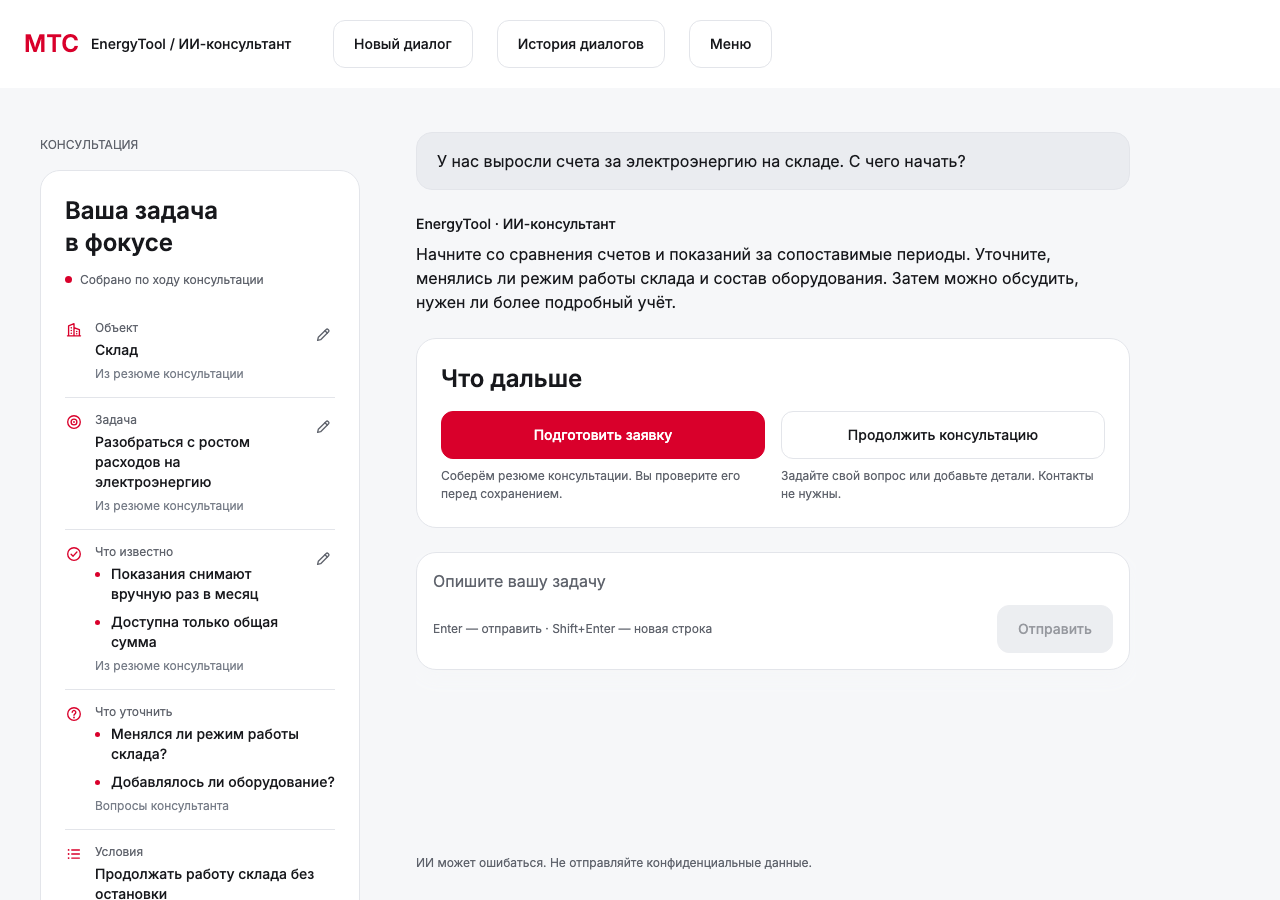 МТС
EnergyTool / ИИ-консультант
Новый диалог
История диалогов
Меню
КОНСУЛЬТАЦИЯ
Ваша задача
в фокусе
Собрано по ходу консультации
Объект
Склад
Из резюме консультации
Задача
Разобраться с ростом
расходов на
электроэнергию
Из резюме консультации
Что известно
Показания снимают
вручную раз в месяц
Доступна только общая
сумма
Из резюме консультации
Что уточнить
Менялся ли режим работы
склада?
Добавлялось ли оборудование?
Вопросы консультанта
Условия
Продолжать работу склада без
остановки
У нас выросли счета за электроэнергию на складе. С чего начать?
EnergyTool · ИИ-консультант
Начните со сравнения счетов и показаний за сопоставимые периоды. Уточните,
менялись ли режим работы склада и состав оборудования. Затем можно обсудить,
нужен ли более подробный учёт.
Что дальше
Подготовить заявку
Соберём резюме консультации. Вы проверите его
перед сохранением.
Продолжить консультацию
Задайте свой вопрос или добавьте детали. Контакты
не нужны.
Опишите вашу задачу
Enter — отправить · Shift+Enter — новая строка
Отправить
ИИ может ошибаться. Не отправляйте конфиденциальные данные.